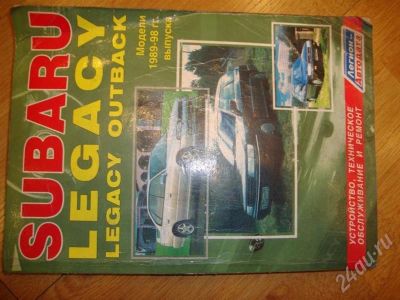 SUBARU
LEGACY
LEGACY OUTBACK
Модели
1989-98 гг.
выпуска
Легион-
Автодата
УСТРОЙСТВО, ТЕХНИЧЕСКОЕ
ОБСЛУЖИВАНИЕ И РЕМОНТ
24au.ru